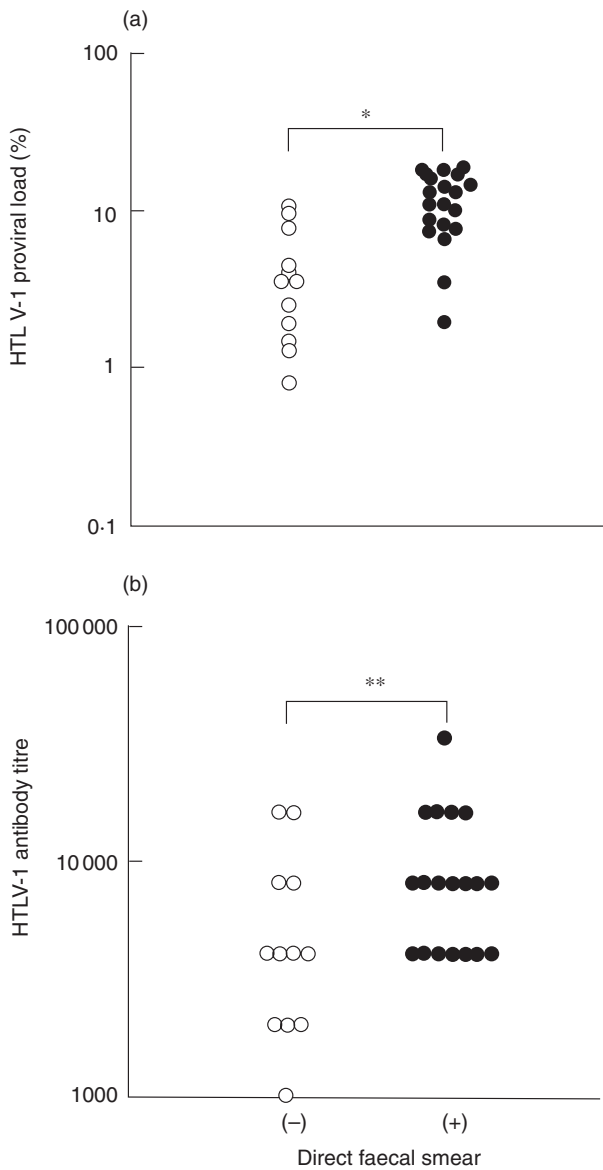 (a)
100
*
10
HTL V-1 proviral load (%)
1
0·1
(b)
100 000
**
HTLV-1 antibody titre
10 000
1000
(–)
(+)
Direct faecal smear